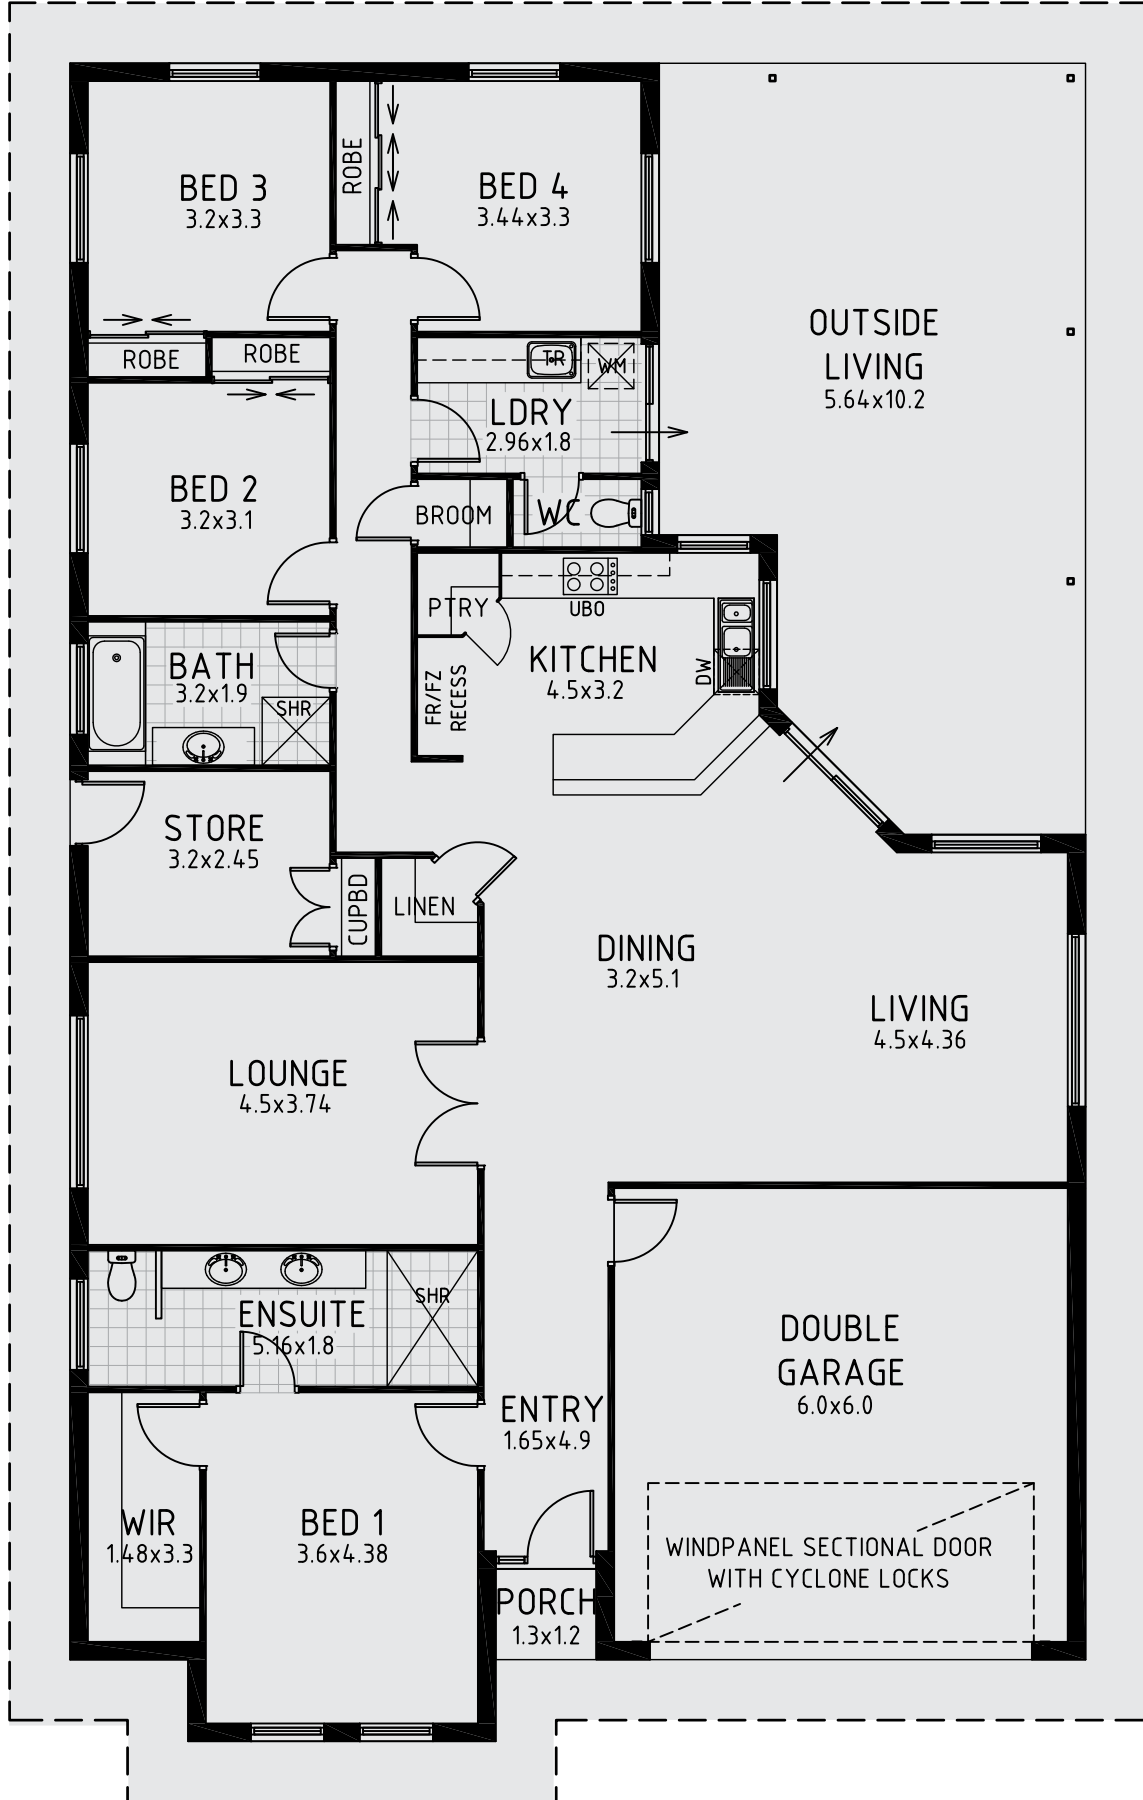 BED 3
3.2x3.3
ROBE
BED 4
3.44x3.3
OUTSIDE
LIVING
5.64x10.2
ROBE
ROBE
TR
WM
LDRY
2.96x1.8
BED 2
3.2x3.1
BROOM
WC
PTRY
UBO
KITCHEN
4.5x3.2
DW
FR/FZ
RECESS
BATH
3.2x1.9
SHR
STORE
3.2x2.45
CUPBD
LINEN
DINING
3.2x5.1
LIVING
4.5x4.36
LOUNGE
4.5x3.74
ENSUITE
5.16x1.8
SHR
DOUBLE
GARAGE
6.0x6.0
ENTRY
1.65x4.9
WIR
1.48x3.3
BED 1
3.6x4.38
WINDPANEL SECTIONAL DOOR
WITH CYCLONE LOCKS
PORCH
1.3x1.2